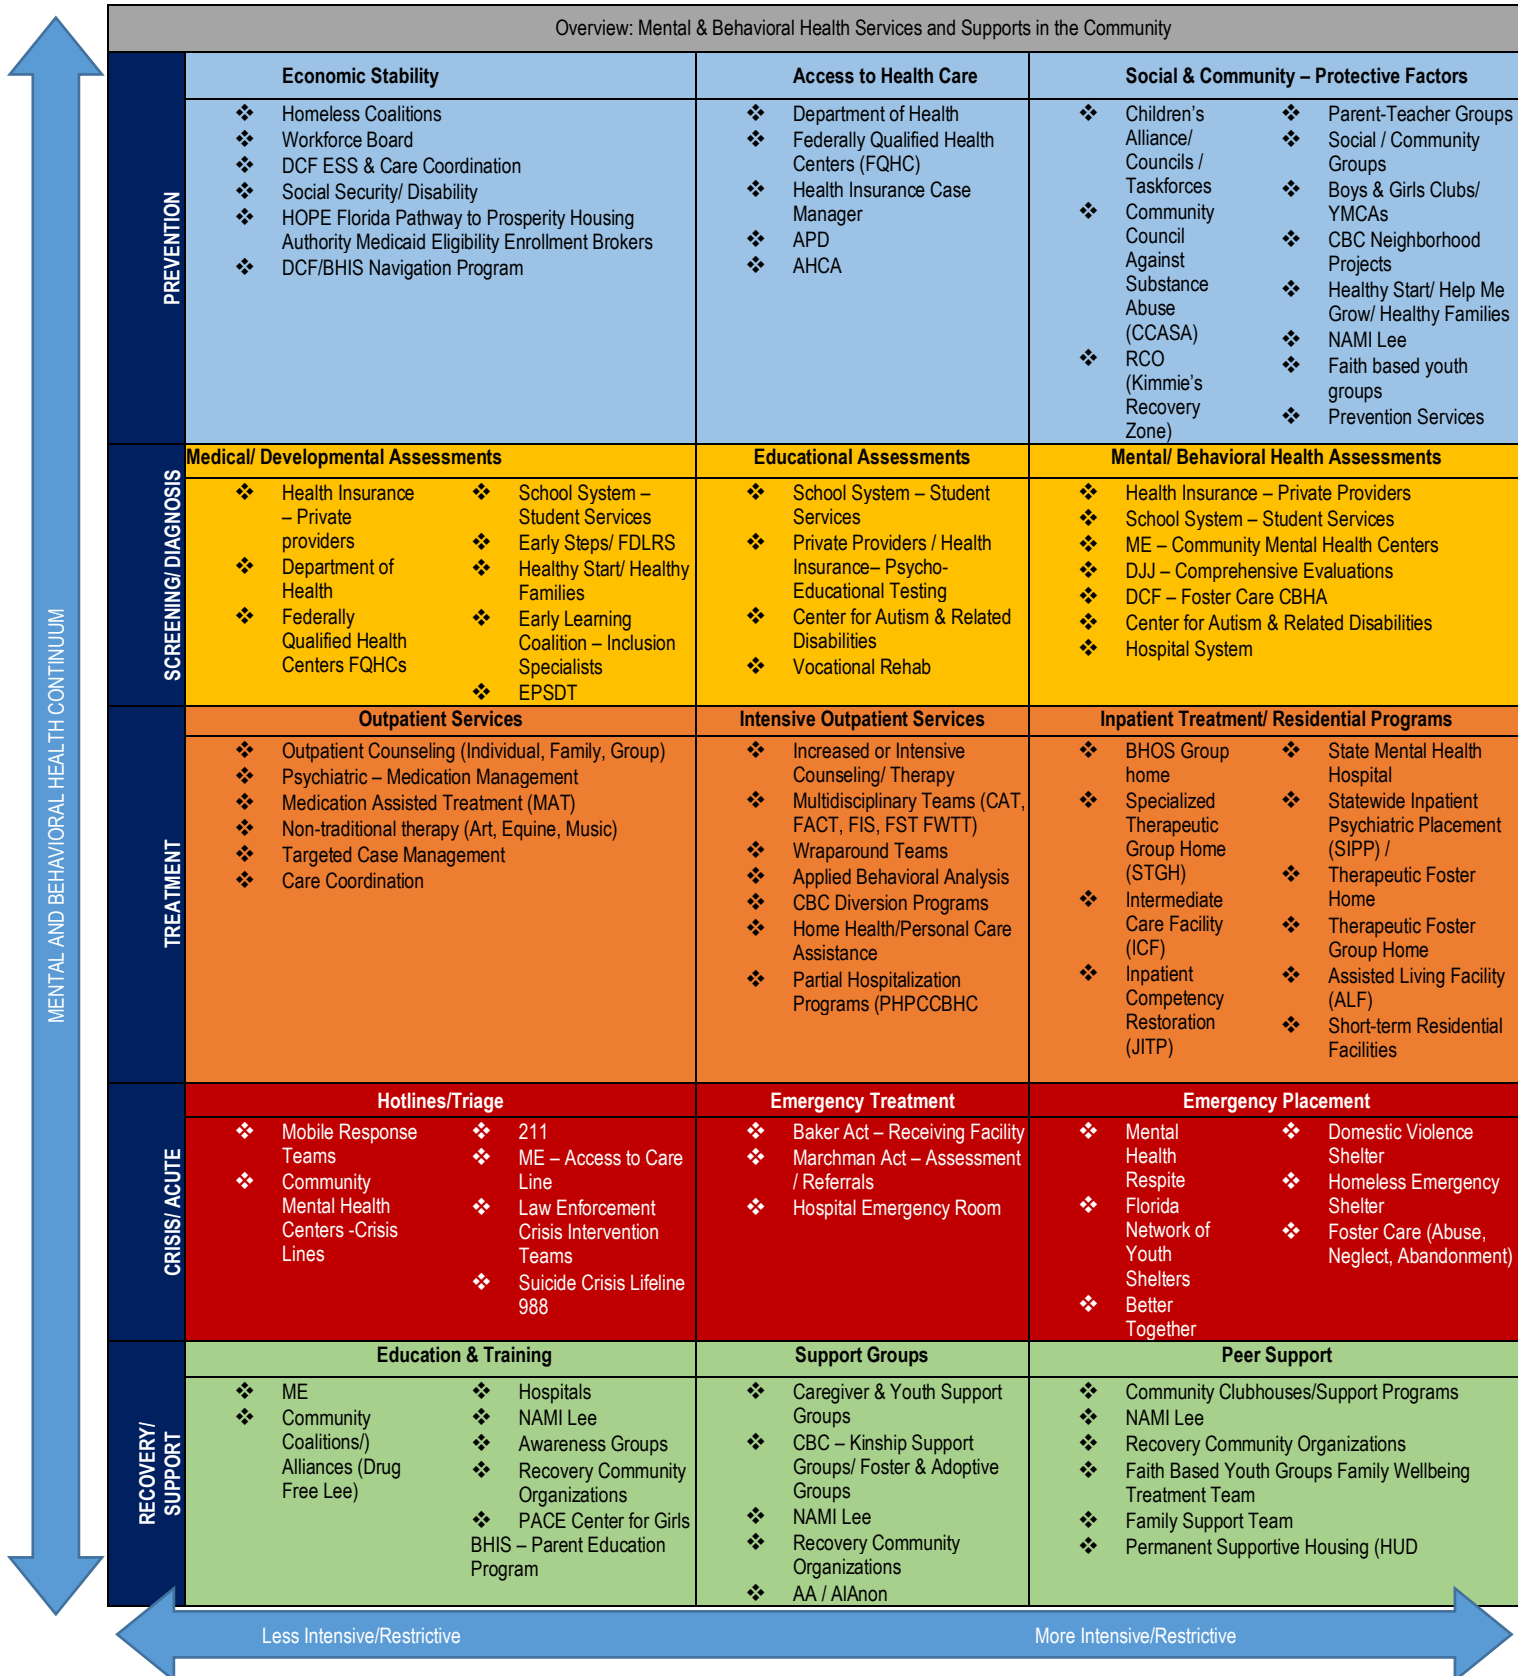 Overview: Mental & Behavioral Health Services and Supports in the Community
MENTAL AND BEHAVIORAL HEALTH CONTINUUM
PREVENTION
Economic Stability
❖ Homeless Coalitions
❖ Workforce Board
❖ DCF ESS & Care Coordination
❖ Social Security/ Disability
❖ HOPE Florida Pathway to Prosperity Housing
Authority Medicaid Eligibility Enrollment Brokers
❖ DCF/BHIS Navigation Program
Access to Health Care
❖ Department of Health
❖ Federally Qualified Health
Centers (FQHC)
❖ Health Insurance Case
Manager
❖ APD
❖ AHCA
Social & Community – Protective Factors
❖ Children’s
Alliance/
Councils /
Taskforces
❖ Community
Council
Against
Substance
Abuse
(CCASA)
❖ RCO
(Kimmie’s
Recovery
Zone)
❖ Parent-Teacher Groups
❖ Social / Community
Groups
❖ Boys & Girls Clubs/
YMCAs
❖ CBC Neighborhood
Projects
❖ Healthy Start/ Help Me
Grow/ Healthy Families
❖ NAMI Lee
❖ Faith based youth
groups
❖ Prevention Services
SCREENING/ DIAGNOSIS
Medical/ Developmental Assessments
❖ Health Insurance
– Private
providers
❖ Department of
Health
❖ Federally
Qualified Health
Centers FQHCs
❖ School System –
Student Services
❖ Early Steps/ FDLRS
❖ Healthy Start/ Healthy
Families
❖ Early Learning
Coalition – Inclusion
Specialists
❖ EPSDT
Educational Assessments
❖ School System – Student
Services
❖ Private Providers / Health
Insurance– Psycho-
Educational Testing
❖ Center for Autism & Related
Disabilities
❖ Vocational Rehab
Mental/ Behavioral Health Assessments
❖ Health Insurance – Private Providers
❖ School System – Student Services
❖ ME – Community Mental Health Centers
❖ DJJ – Comprehensive Evaluations
❖ DCF – Foster Care CBHA
❖ Center for Autism & Related Disabilities
❖ Hospital System
TREATMENT
Outpatient Services
❖ Outpatient Counseling (Individual, Family, Group)
❖ Psychiatric – Medication Management
❖ Medication Assisted Treatment (MAT)
❖ Non-traditional therapy (Art, Equine, Music)
❖ Targeted Case Management
❖ Care Coordination
Intensive Outpatient Services
❖ Increased or Intensive
Counseling/ Therapy
❖ Multidisciplinary Teams (CAT,
FACT, FIS, FST FWTT)
❖ Wraparound Teams
❖ Applied Behavioral Analysis
❖ CBC Diversion Programs
❖ Home Health/Personal Care
Assistance
❖ Partial Hospitalization
Programs (PHPCCBHC
Inpatient Treatment/ Residential Programs
❖ BHOS Group
home
❖ Specialized
Therapeutic
Group Home
(STGH)
❖ Intermediate
Care Facility
(ICF)
❖ Inpatient
Competency
Restoration
(JITP)
❖ State Mental Health
Hospital
❖ Statewide Inpatient
Psychiatric Placement
(SIPP) /
❖ Therapeutic Foster
Home
❖ Therapeutic Foster
Group Home
❖ Assisted Living Facility
(ALF)
❖ Short-term Residential
Facilities
CRISIS/ ACUTE
Hotlines/Triage
❖ Mobile Response
Teams
❖ Community
Mental Health
Centers -Crisis
Lines
❖ 211
❖ ME – Access to Care
Line
❖ Law Enforcement
Crisis Intervention
Teams
❖ Suicide Crisis Lifeline
988
Emergency Treatment
❖ Baker Act – Receiving Facility
❖ Marchman Act – Assessment
/ Referrals
❖ Hospital Emergency Room
Emergency Placement
❖ Mental
Health
Respite
❖ Florida
Network of
Youth
Shelters
❖ Better
Together
❖ Domestic Violence
Shelter
❖ Homeless Emergency
Shelter
❖ Foster Care (Abuse,
Neglect, Abandonment)
RECOVERY/
SUPPORT
Education & Training
❖ ME
❖ Community
Coalitions/)
Alliances (Drug
Free Lee)
❖ Hospitals
❖ NAMI Lee
❖ Awareness Groups
❖ Recovery Community
Organizations
❖ PACE Center for Girls
BHIS – Parent Education
Program
Support Groups
❖ Caregiver & Youth Support
Groups
❖ CBC – Kinship Support
Groups/ Foster & Adoptive
Groups
❖ NAMI Lee
❖ Recovery Community
Organizations
❖ AA / AlAnon
Peer Support
❖ Community Clubhouses/Support Programs
❖ NAMI Lee
❖ Recovery Community Organizations
❖ Faith Based Youth Groups Family Wellbeing
Treatment Team
❖ Family Support Team
❖ Permanent Supportive Housing (HUD
Less Intensive/Restrictive
More Intensive/Restrictive